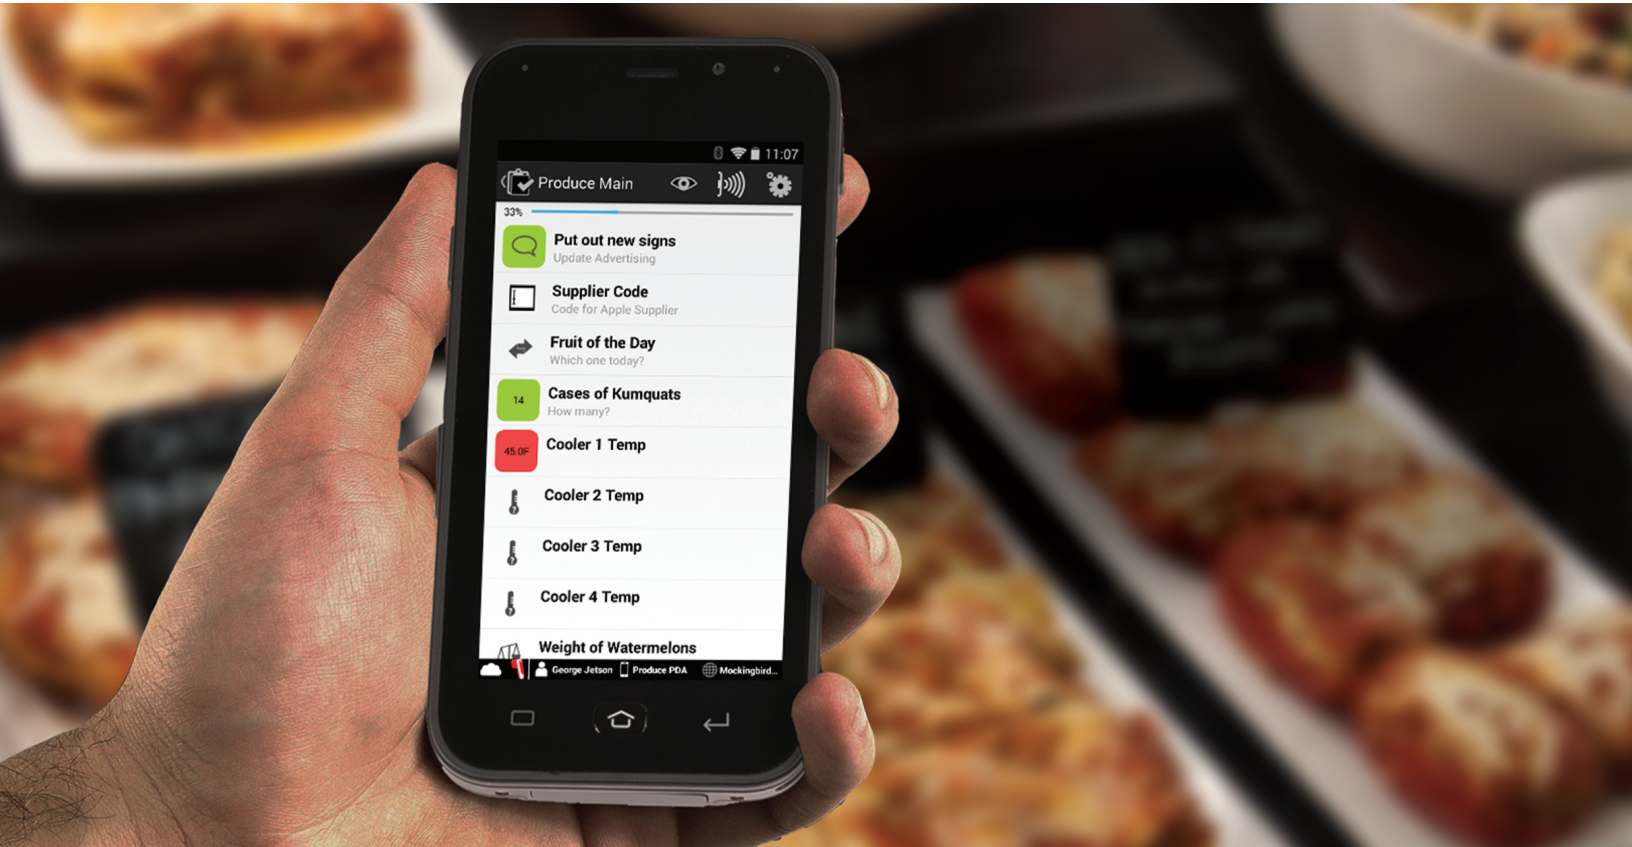 11:07
Produce Main
33%
Put out new signs
Update Advertising
Supplier Code
Code for Apple Supplier
Fruit of the Day
Which one today?
14
Cases of Kumquats
How many?
45.0F
Cooler 1 Temp
Cooler 2 Temp
Cooler 3 Temp
Cooler 4 Temp
Weight of Watermelons
George Jetson Produce PDA Mockingbird...